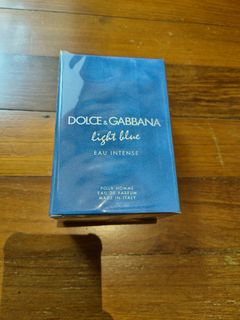 DOLCE & GABBANA
light blue
EAU INTENSE
POUR HOMME
EAU DE PARFUM
MADE IN ITALY